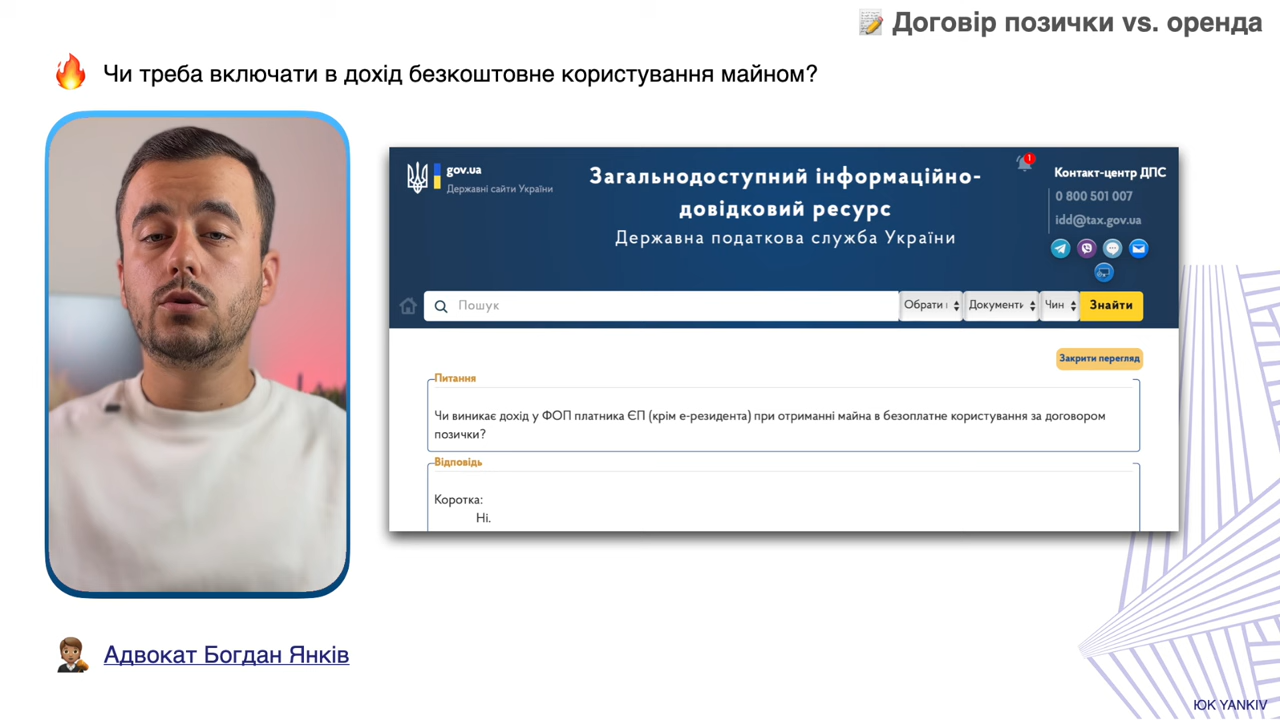 Договір позички vs. оренда
Чи треба включати в дохід безкоштовне користування майном?
gov.ua
Державні сайти України
Загальнодоступний інформаційно-
довідковий ресурс
Державна податкова служба України
1
Контакт-центр ДПС
0 800 501 007
idd@tax.gov.ua
Пошук
Обрати
Документи
Чин
Знайти
Закрити перегляд
Питання
Чи виникає дохід у ФОП платника ЄП (крім е-резидента) при отриманні майна в безоплатне користування за договором
позички?
Відповідь
Коротка:
Ні.
Адвокат Богдан Янків
ЮК YANKIV